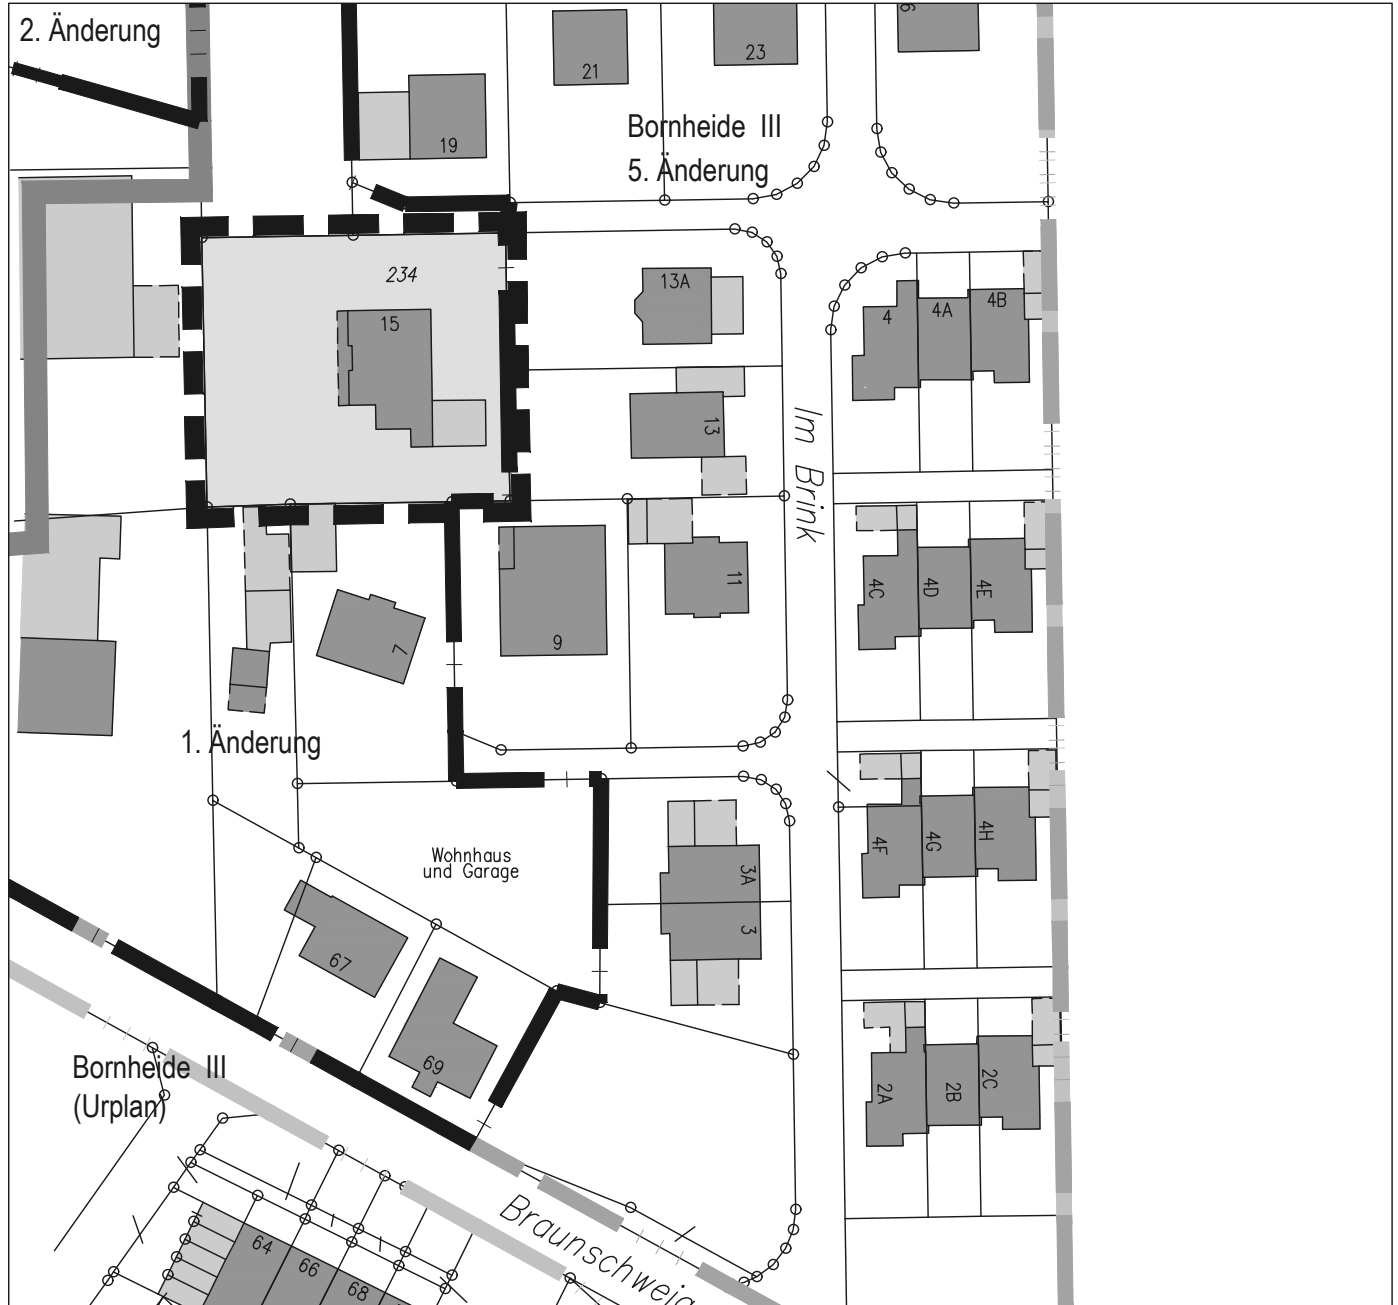 2. Änderung
21
23
19
Bornheide III
5. Änderung
234
15
13A
4
4A
4B
13
Im Brink
11
4C
4D
4E
9
7
1. Änderung
Wohnhaus
und Garage
3A
3
4F
4G
4H
67
69
Bornheide III
(Urplan)
2A
2B
2C
Braunschweig
64
66
68